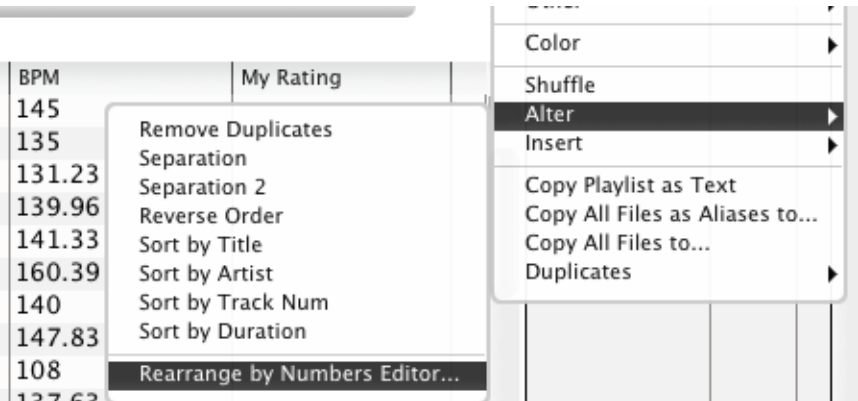 Color
BPM
My Rating
Shuffle
145
Alter
135
Remove Duplicates
Insert
Separation
131.23
Separation 2
Copy Playlist as Text
139.96
Reverse Order
Copy All Files as Aliases to...
141.33
Sort by Title
Copy All Files to...
160.39
Sort by Artist
Duplicates
140
Sort by Track Num
147.83
Sort by Duration
108
Rearrange by Numbers Editor...